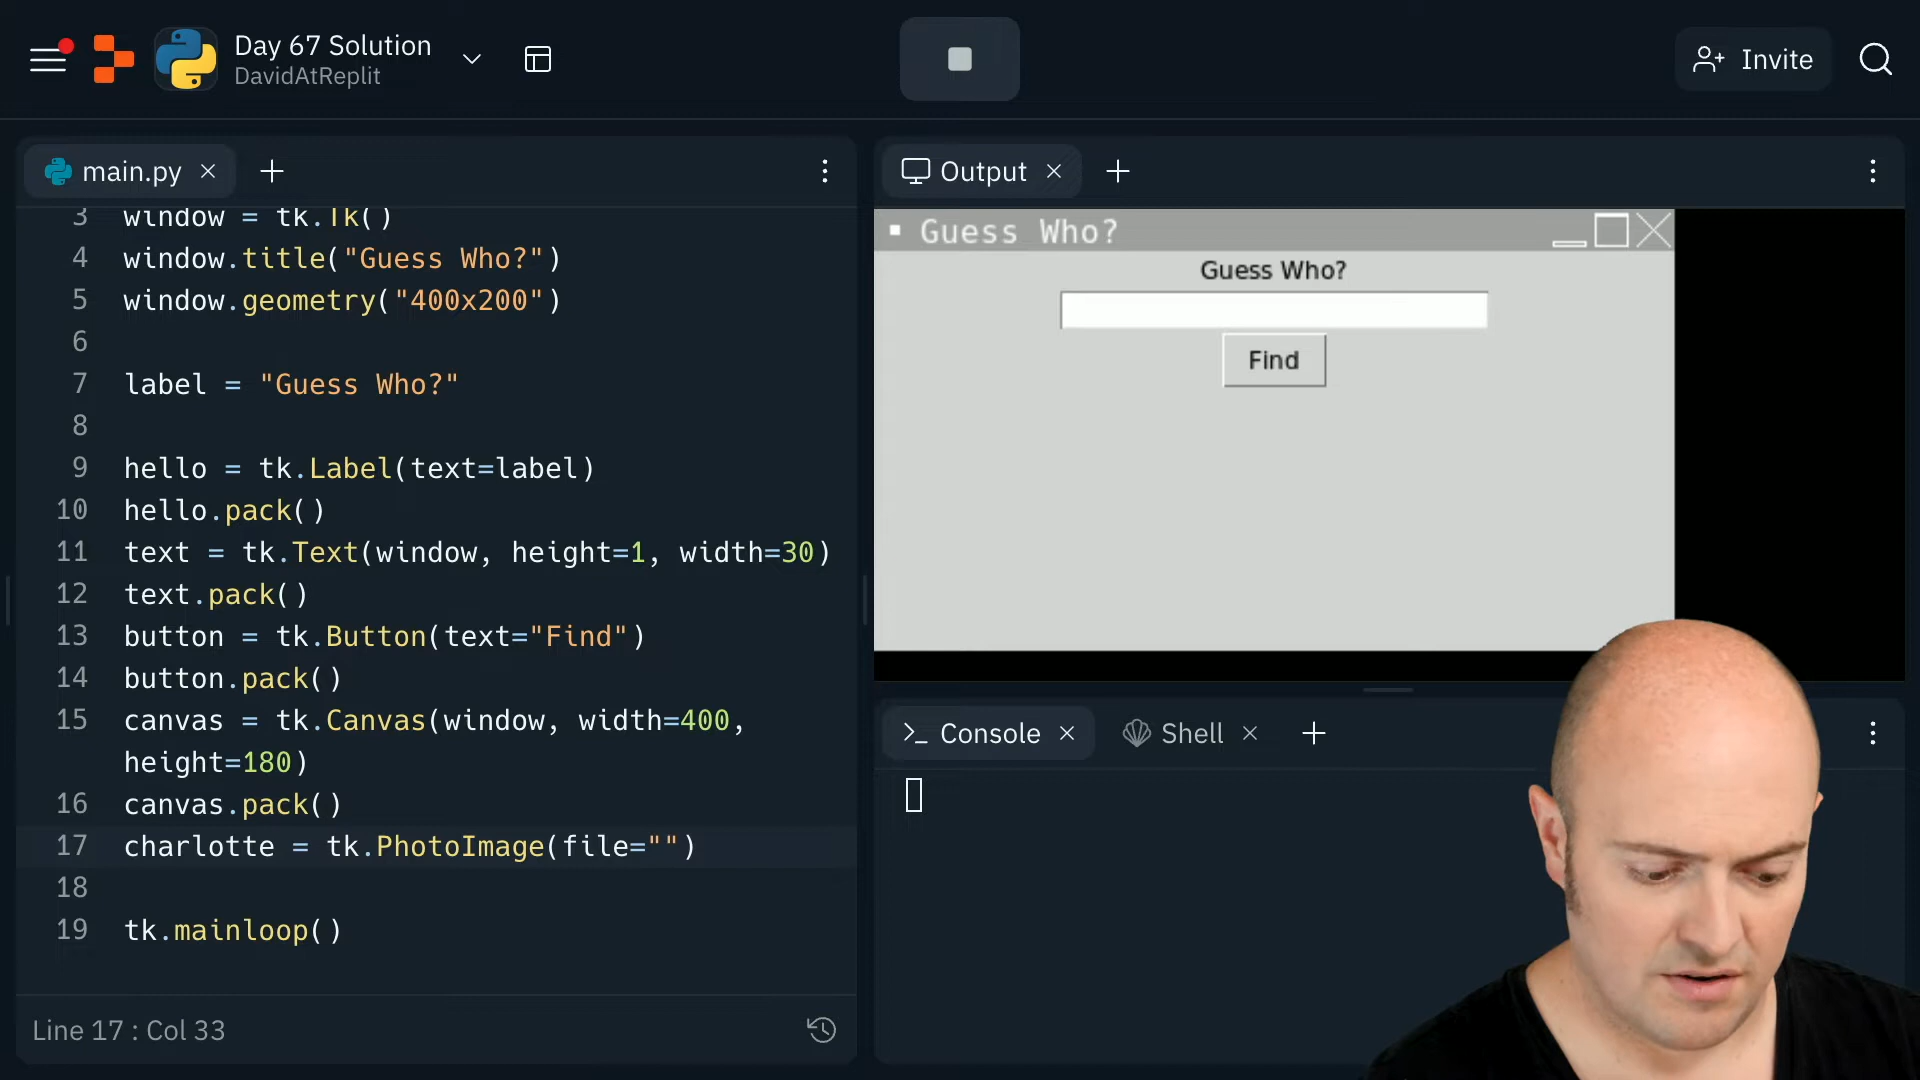 Day 67 Solution
DavidAtReplit
Invite
main.py
3 window = tk.Tk()
4 window.title("Guess Who?")
5 window.geometry("400x200")
6
7 label = "Guess Who?"
8
9 hello = tk.Label(text=label)
10 hello.pack()
11 text = tk.Text(window, height=1, width=30)
12 text.pack()
13 button = tk.Button(text="Find")
14 button.pack()
15 canvas = tk.Canvas(window, width=400,
height=180)
16 canvas.pack()
17 charlotte = tk.PhotoImage(file="")
18
19 tk.mainloop()
Line 17 : Col 33
Output
Guess Who?
Guess Who?
Find
Console
Shell